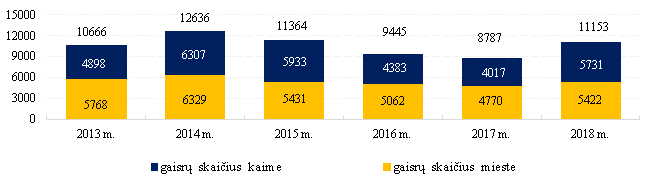 15000
12000
9000
6000
3000
0
10666 12636 11364 9445 8787 11153
4898 6307 5933 4383 4017 5731
5768 6329 5431 5062 4770 5422
2013 m. 2014 m. 2015 m. 2016 m. 2017 m. 2018 m.
gaisrų skaičius kaime gaisrų skaičius mieste